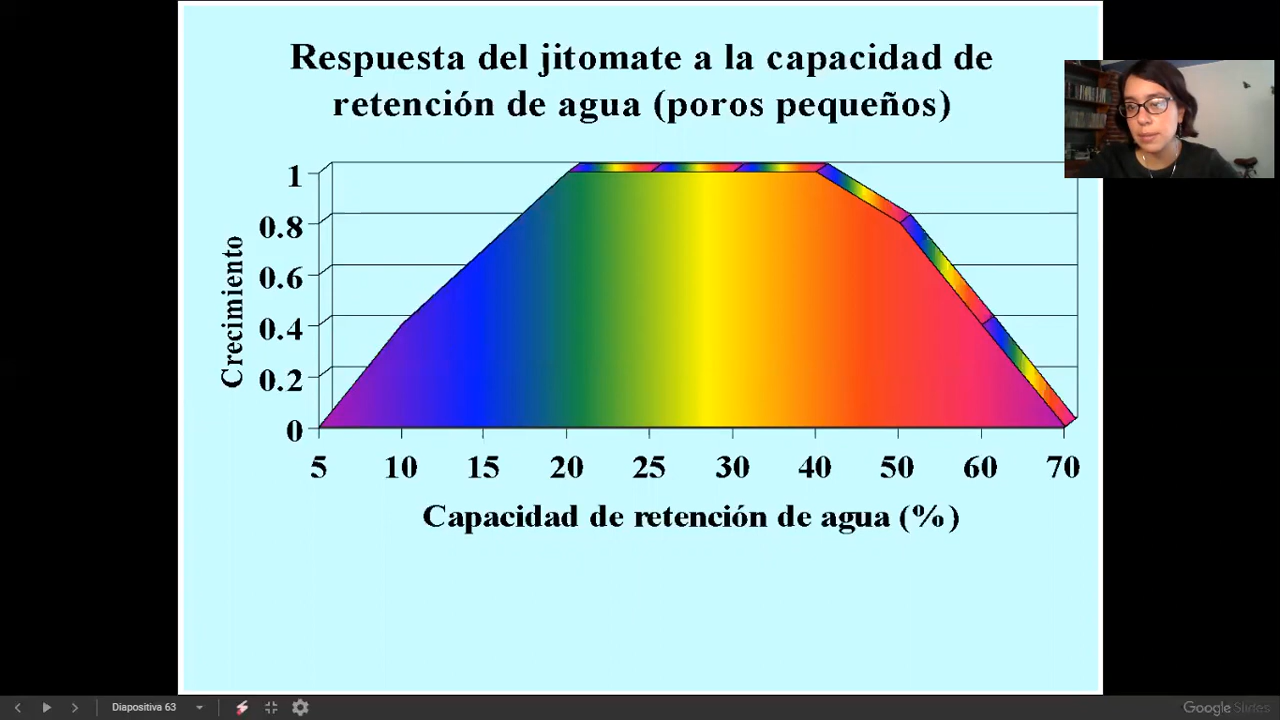 Respuesta del jitomate a la capacidad de
retención de agua (poros pequeños)
1
0.8
0.6
0.4
0.2
0
Crecimiento
5 10 15 20 25 30 40 50 60 70
Capacidad de retención de agua (%)
Diapositiva 63
Google Slides